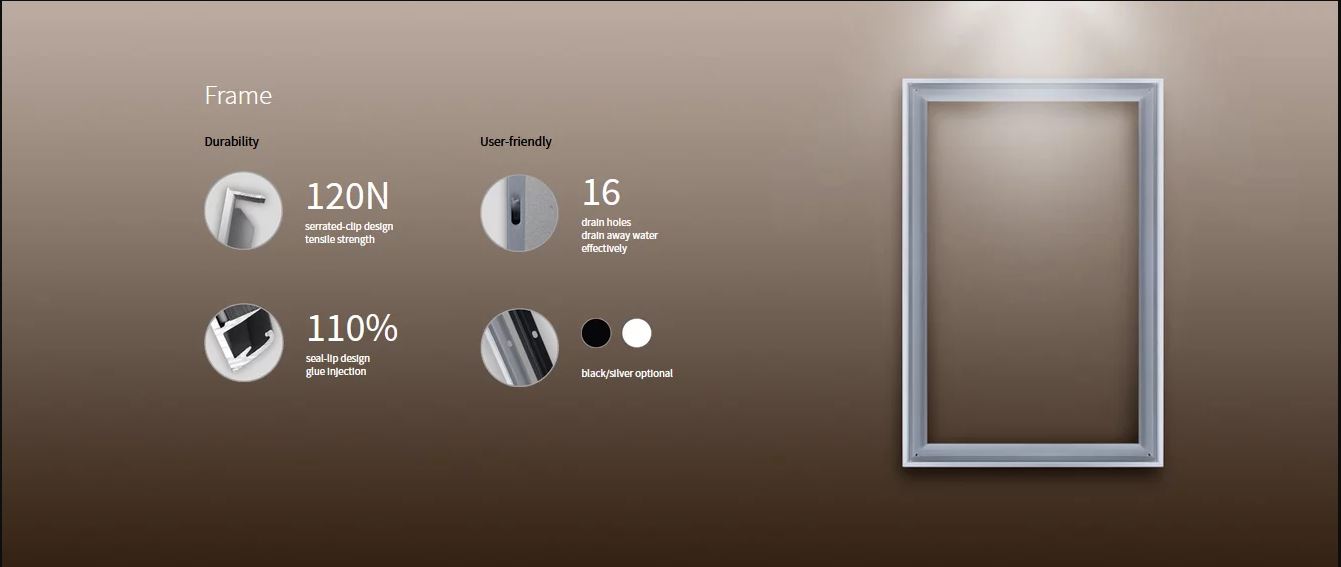 Frame
Durability
120N
serrated-clip design
tensile strength
110%
seal-lip design
glue injection
User-friendly
16
drain holes
drain away water
effectively
black/silver optional